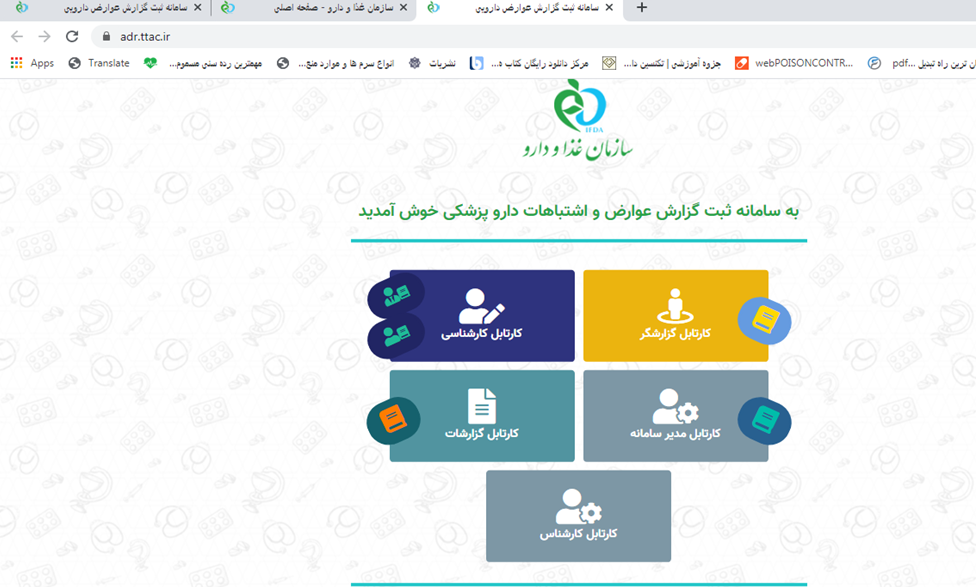 سامانه ثبت گزارش عوارض دارویی
سازمان غذا و دارو - صفحه اصلی
سامانه ثبت گزارش عوارض دارویی
adr.ttac.ir
Apps
Translate
مهمترین رده سنی مسموم...
انواع سرم ها و موارد منع...
نشریات
مرکز دانلود رایگان کتاب ه...
جزوه آموزشی | تکنسین دا...
webPOISONCONTR...
ن ترین راه تبدیل pdf...
IFDA
سازمان غذا و دارو
به سامانه ثبت گزارش عوارض و اشتباهات دارو پزشکی خوش آمدید
کارتابل گزارشگر
کارتابل کارشناسی
کارتابل مدیر سامانه
کارتابل گزارشات
کارتابل کارشناس